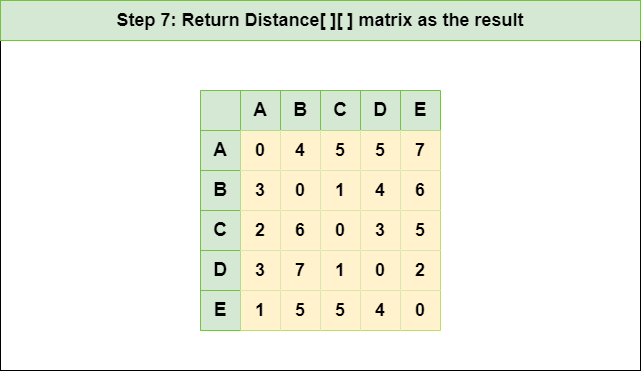 Step 7: Return Distance[ ][ ] matrix as the result
A B C D E
A 0 4 5 5 7
B 3 0 1 4 6
C 2 6 0 3 5
D 3 7 1 0 2
E 1 5 5 4 0